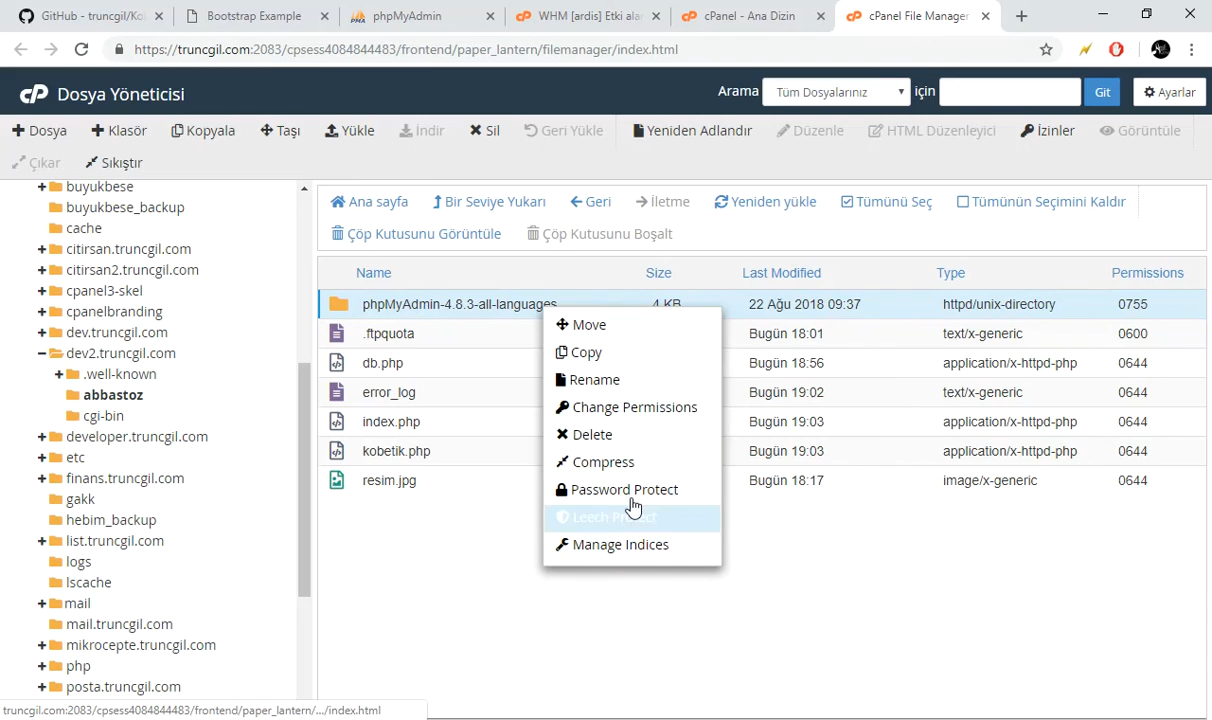 GitHub - truncgil/Kol
Bootstrap Example
phpMyAdmin
WHM [ardis] Etki alan
cPanel - Ana Dizin
cPanel File Manager
https://truncgil.com:2083/cpsess4084844483/frontend/paper_lantern/filemanager/index.html
cP Dosya Yöneticisi
Arama Tüm Dosyalarınız için Git Ayarlar
Dosya Klasör Kopyala Taşı Yükle İndir Sil Geri Yükle Yeniden Adlandır Düzenle HTML Düzenleyici İzinler Görüntüle
Çıkar Sıkıştır
buyukbese
buyukbese_backup
cache
citirsan.truncgil.com
citirsan2.truncgil.com
cpanel3-skel
cpanelbranding
dev.truncgil.com
dev2.truncgil.com
.well-known
abbastoz
cgi-bin
developer.truncgil.com
etc
finans.truncgil.com
gakk
hebim_backup
list.truncgil.com
logs
lscache
mail
mail.truncgil.com
mikrocepte.truncgil.com
php
posta.truncgil.com
Ana sayfa Bir Seviye Yukarı Geri İletme Yeniden yükle Tümünü Seç Tümünün Seçimini Kaldır
Çöp Kutusunu Görüntüle Çöp Kutusunu Boşalt
Name Size Last Modified Type Permissions
phpMyAdmin-4.8.3-all-languages 4 KB 22 Ağu 2018 09:37 httpd/unix-directory 0755
.ftpquota Bugün 18:01 text/x-generic 0600
db.php Bugün 18:56 application/x-httpd-php 0644
error_log Bugün 19:02 text/x-generic 0644
index.php Bugün 19:03 application/x-httpd-php 0644
kobetik.php Bugün 19:03 application/x-httpd-php 0644
resim.jpg Bugün 18:17 image/x-generic 0644
Move
Copy
Rename
Change Permissions
Delete
Compress
Password Protect
Leech Protect
Manage Indices
truncgil.com:2083/cpsess4084844483/frontend/paper_lantern/.../index.html